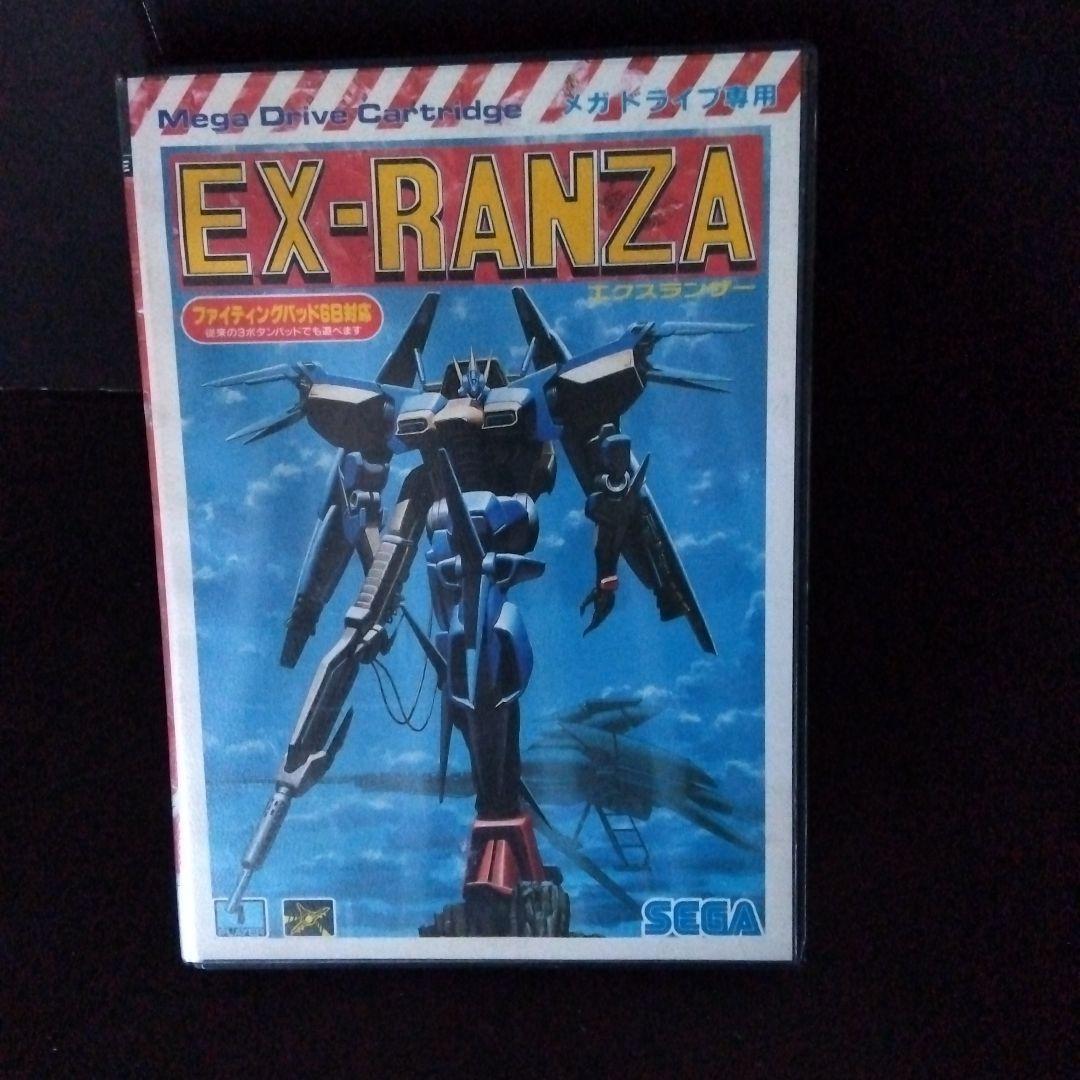 Mega Drive Cartridge メガドライブ専用
EX-RANZA
エクスランザー
ファイティングパッド6B対応
従来の3ボタンパッドでも遊べます
1
PLAYER
SEGA